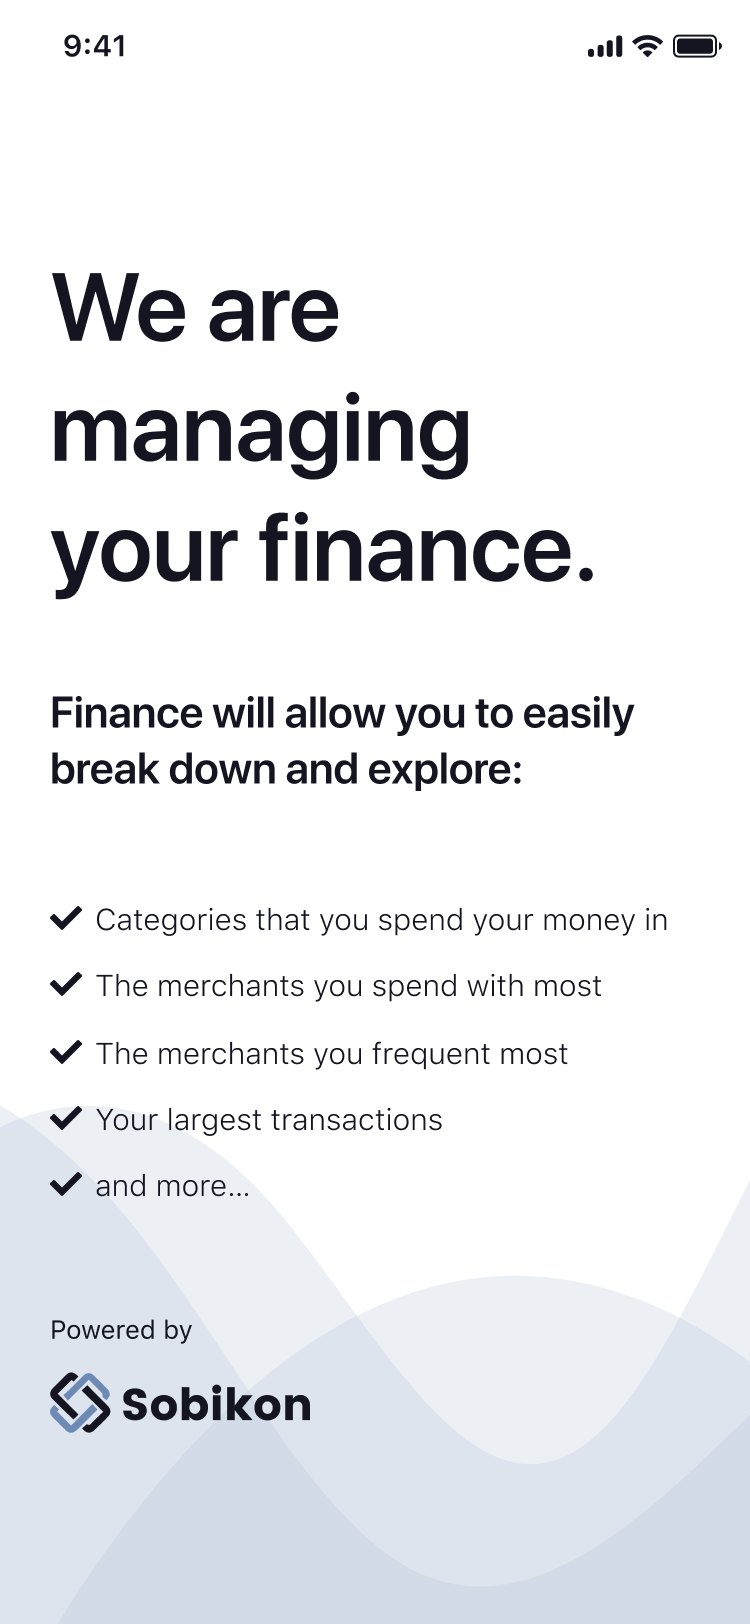 9:41
We are
managing
your finance.
Finance will allow you to easily
break down and explore:
Categories that you spend your money in
The merchants you spend with most
The merchants you frequent most
Your largest transactions
and more...
Powered by
Sobikon